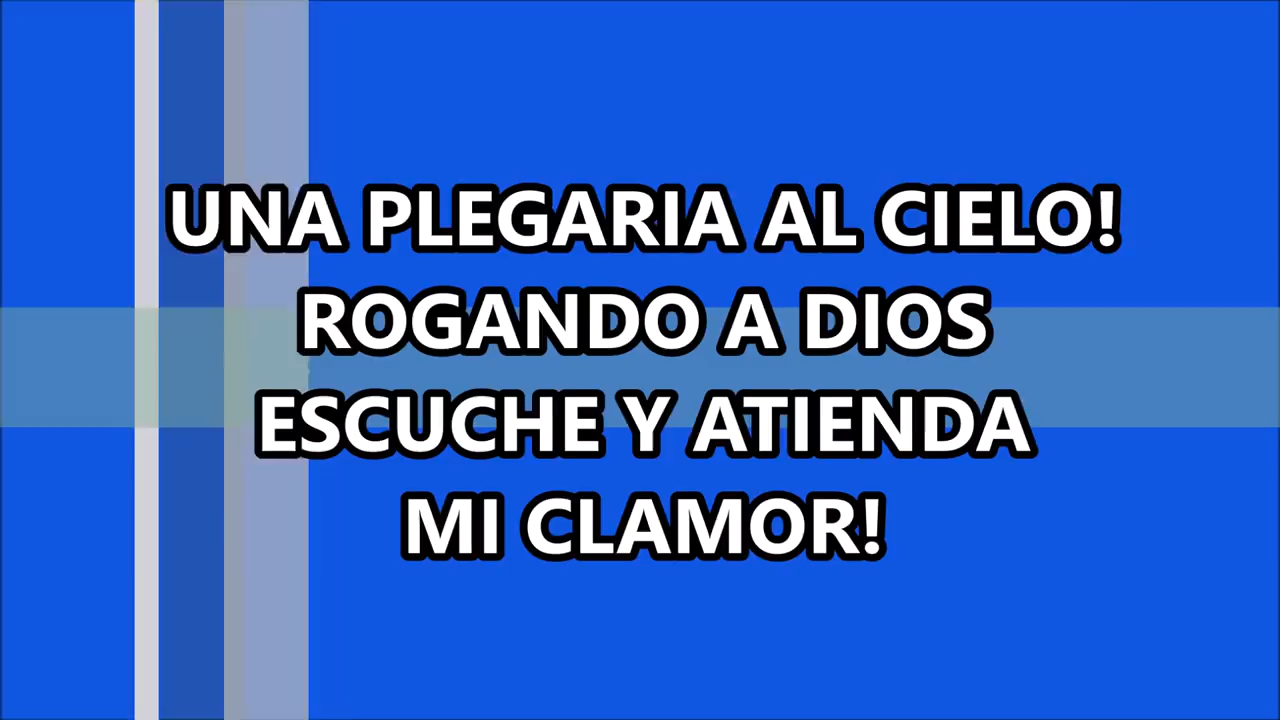 UNA PLEGARIA AL CIELO!
ROGANDO A DIOS
ESCUCHE Y ATIENDA
MI CLAMOR!